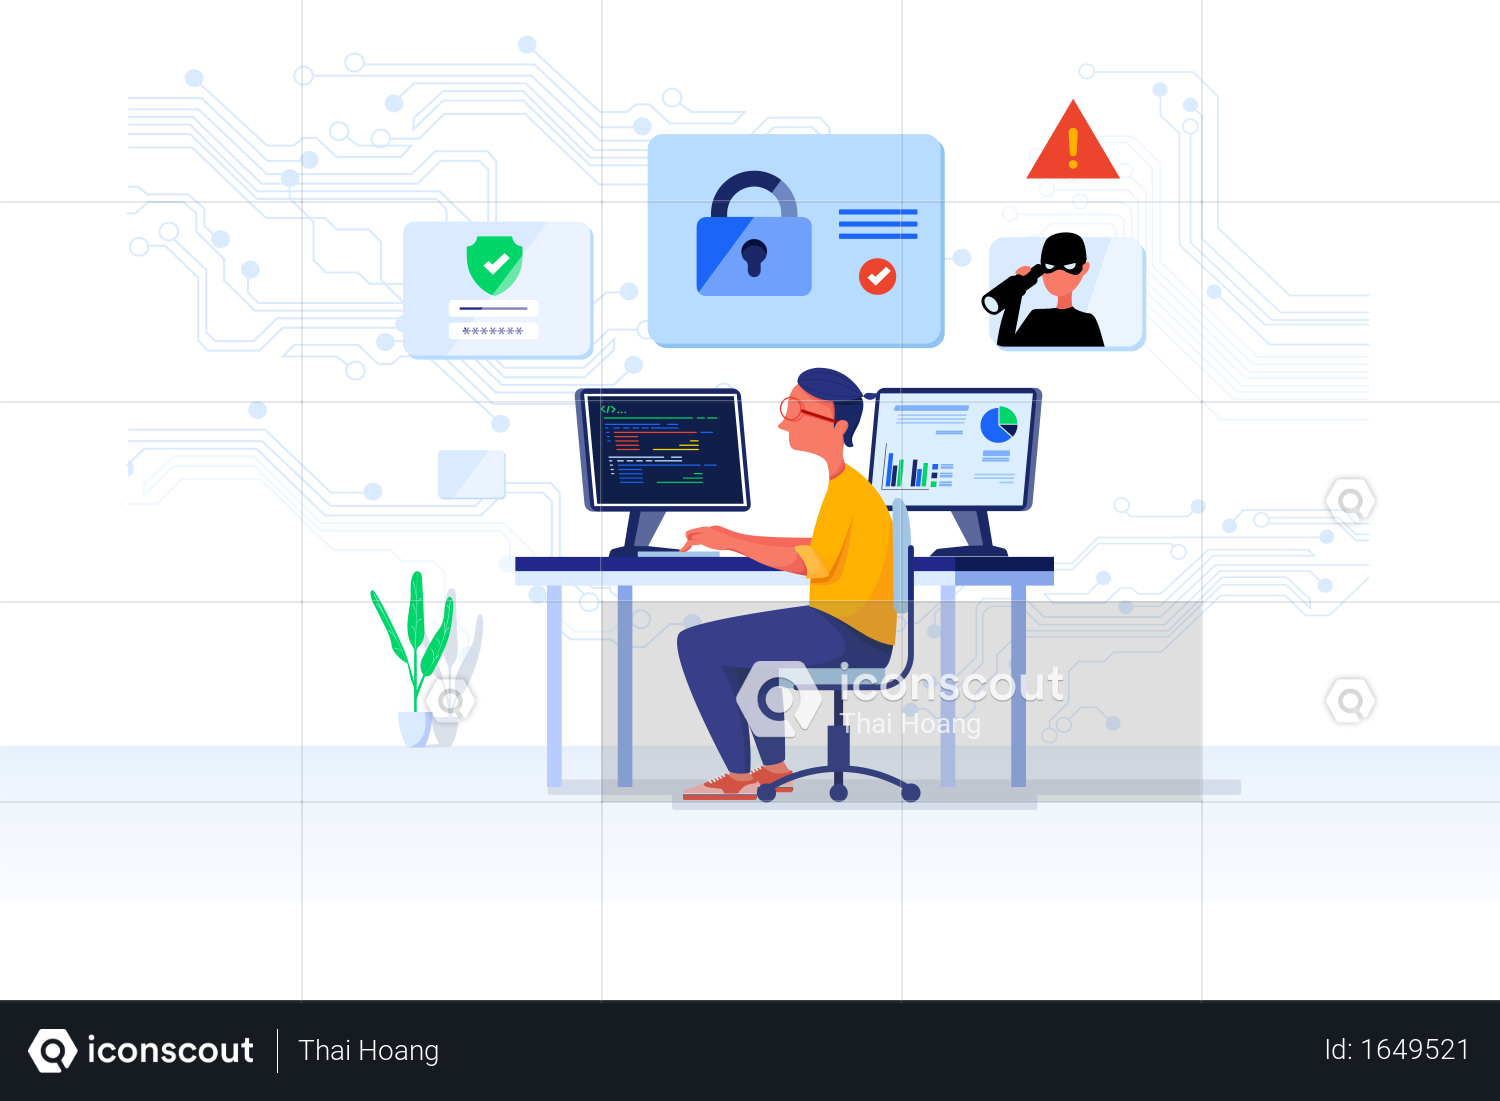 *******
</>...
iconscout
Thai Hoang
iconscout
Thai Hoang
Id: 1649521